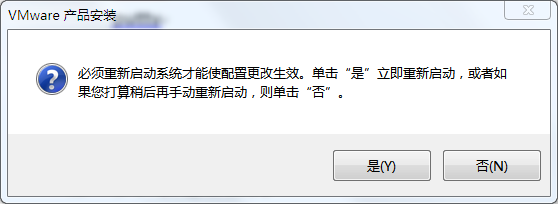 VMware 产品安装
必须重新启动系统才能使配置更改生效。单击“是”立即重新启动，或者如
果您打算稍后再手动重新启动，则单击“否”。
是(Y)
否(N)